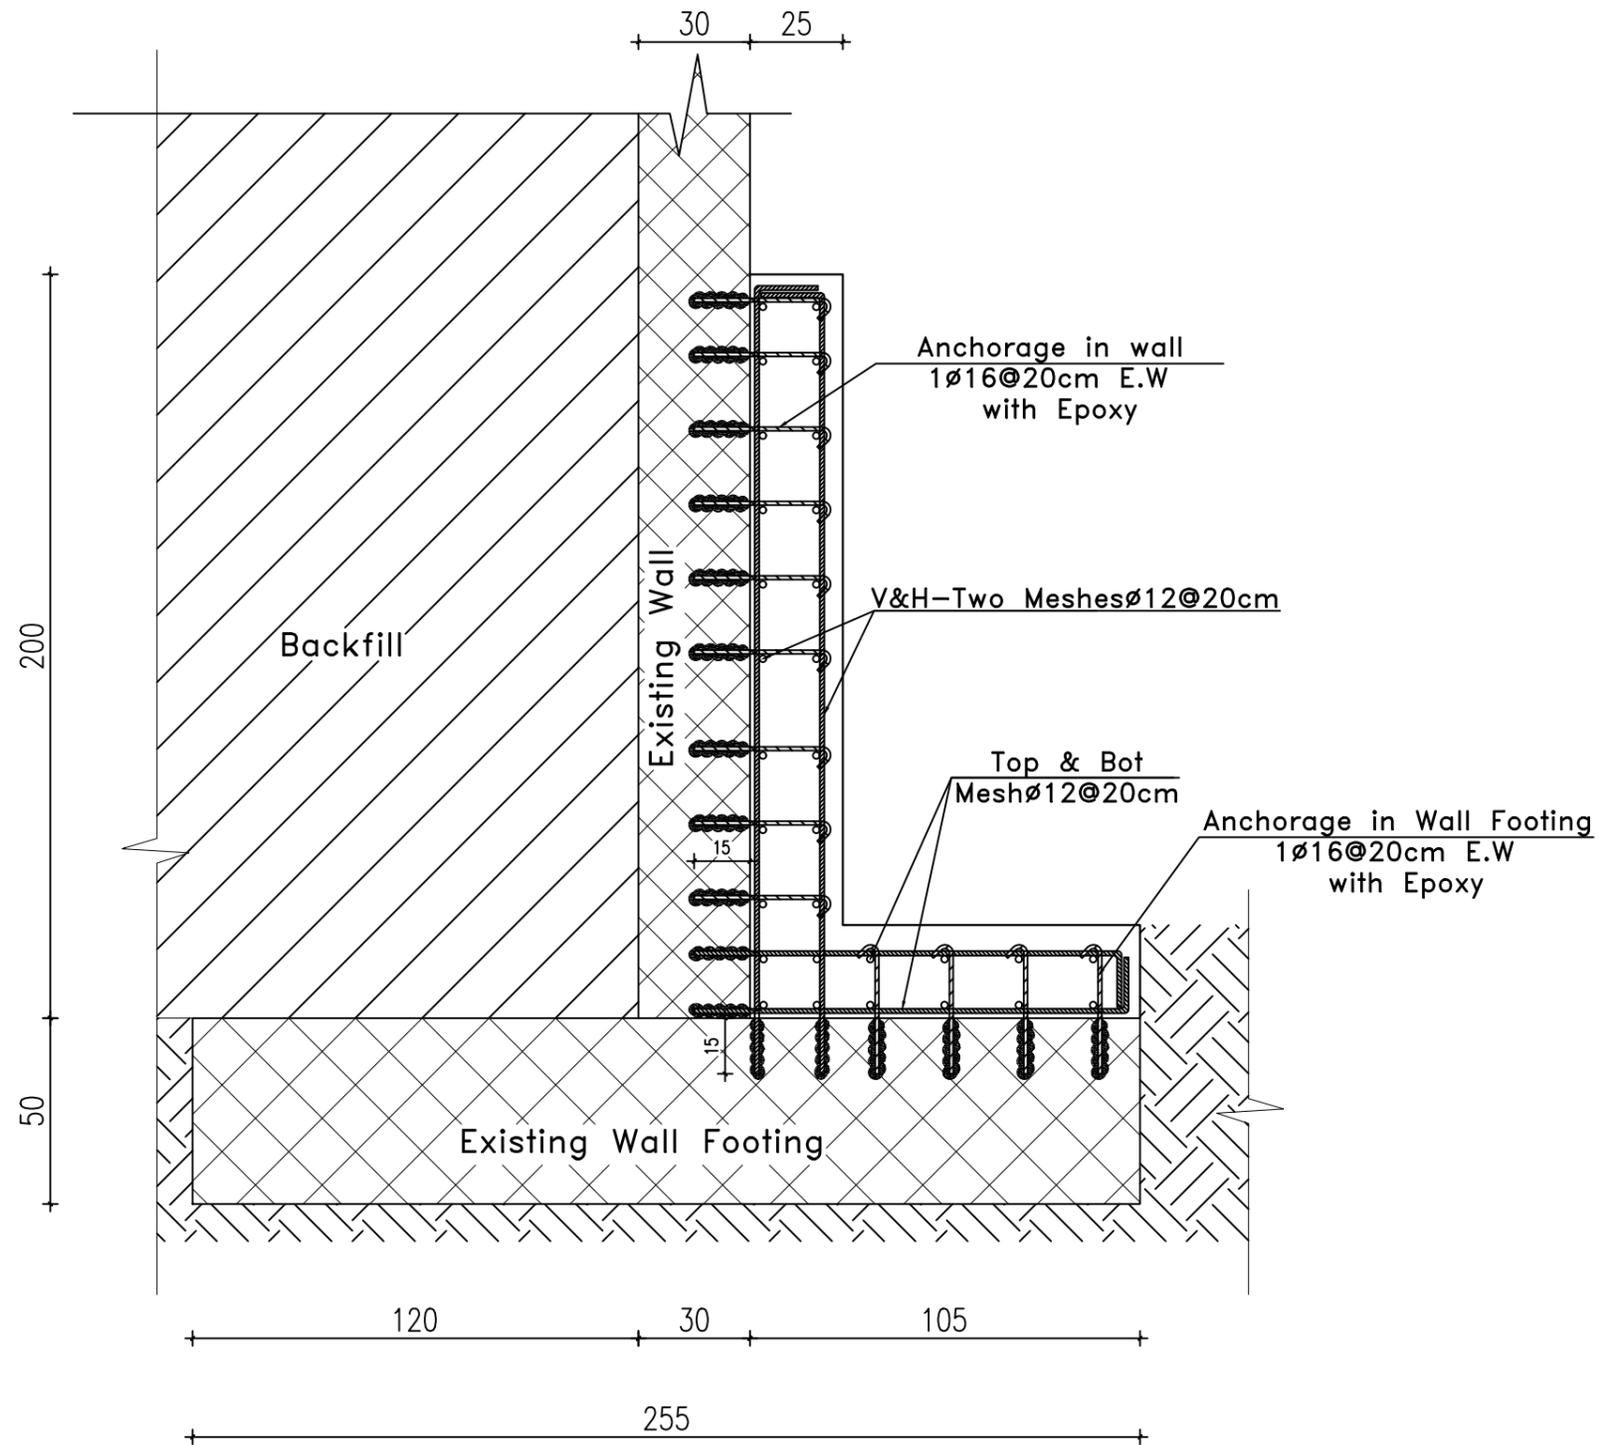 30
25
Anchorage in wall
1ø16@20cm E.W
with Epoxy
V&H-Two Meshesø12@20cm
200
Backfill
Existing Wall
Top & Bot
Meshø12@20cm
Anchorage in Wall Footing
1ø16@20cm E.W
with Epoxy
15
15
50
Existing Wall Footing
120
30
105
255